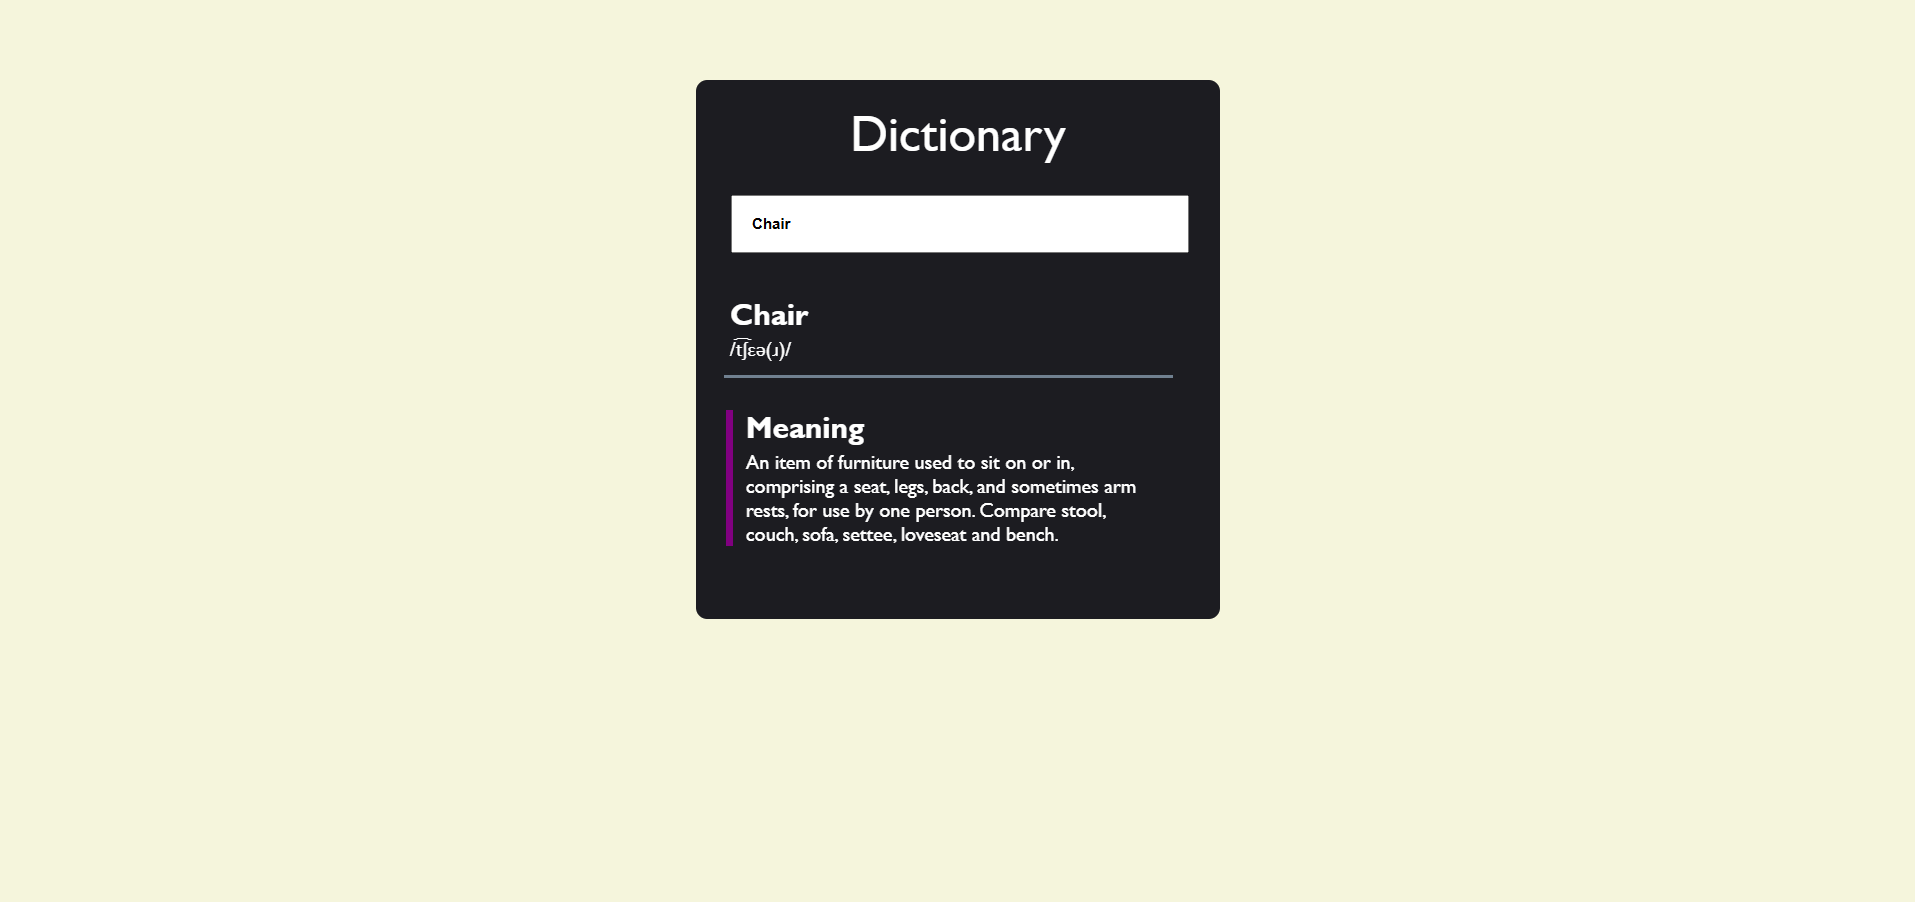 Dictionary
Chair
Chair
/t͡ʃɛə(ɹ)/
Meaning
An item of furniture used to sit on or in,
comprising a seat, legs, back, and sometimes arm
rests, for use by one person. Compare stool,
couch, sofa, settee, loveseat and bench.